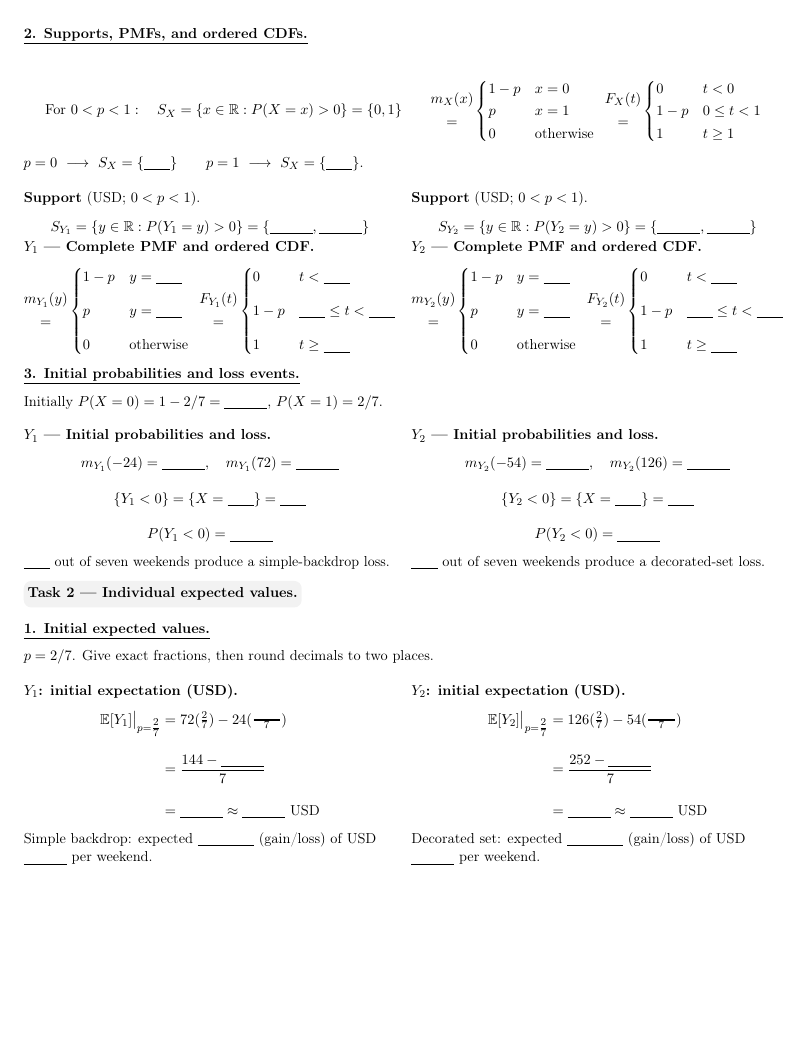 2. Supports, PMFs, and ordered CDFs.
For 0 < p < 1 :  S_X = {x ∈ ℝ : P(X = x) > 0} = {0, 1}
m_X(x) = { 1 − p  x = 0
p  x = 1
0  otherwise
F_X(t) = { 0  t < 0
1 − p  0 ≤ t < 1
1  t ≥ 1
p = 0 ⟶ S_X = {___}  p = 1 ⟶ S_X = {___}.
Support (USD; 0 < p < 1).
S_{Y_1} = {y ∈ ℝ : P(Y_1 = y) > 0} = {_____, _____}
Y_1 — Complete PMF and ordered CDF.
m_{Y_1}(y) = { 1 − p  y = ___
p  y = ___
0  otherwise
F_{Y_1}(t) = { 0  t < ___
1 − p  ___ ≤ t < ___
1  t ≥ ___
Support (USD; 0 < p < 1).
S_{Y_2} = {y ∈ ℝ : P(Y_2 = y) > 0} = {_____, _____}
Y_2 — Complete PMF and ordered CDF.
m_{Y_2}(y) = { 1 − p  y = ___
p  y = ___
0  otherwise
F_{Y_2}(t) = { 0  t < ___
1 − p  ___ ≤ t < ___
1  t ≥ ___
3. Initial probabilities and loss events.
Initially P(X = 0) = 1 − 2/7 = _____, P(X = 1) = 2/7.
Y_1 — Initial probabilities and loss.
m_{Y_1}(−24) = _____,  m_{Y_1}(72) = _____
{Y_1 < 0} = {X = ___} = ___
P(Y_1 < 0) = _____
___ out of seven weekends produce a simple-backdrop loss.
Y_2 — Initial probabilities and loss.
m_{Y_2}(−54) = _____,  m_{Y_2}(126) = _____
{Y_2 < 0} = {X = ___} = ___
P(Y_2 < 0) = _____
___ out of seven weekends produce a decorated-set loss.
Task 2 — Individual expected values.
1. Initial expected values.
p = 2/7. Give exact fractions, then round decimals to two places.
Y_1: initial expectation (USD).
𝔼[Y_1]|_{p=2/7} = 72(2/7) − 24(___/7)
= (144 − _____)/7
= _____ ≈ _____ USD
Simple backdrop: expected ______ (gain/loss) of USD
_____ per weekend.
Y_2: initial expectation (USD).
𝔼[Y_2]|_{p=2/7} = 126(2/7) − 54(___/7)
= (252 − _____)/7
= _____ ≈ _____ USD
Decorated set: expected ______ (gain/loss) of USD
_____ per weekend.